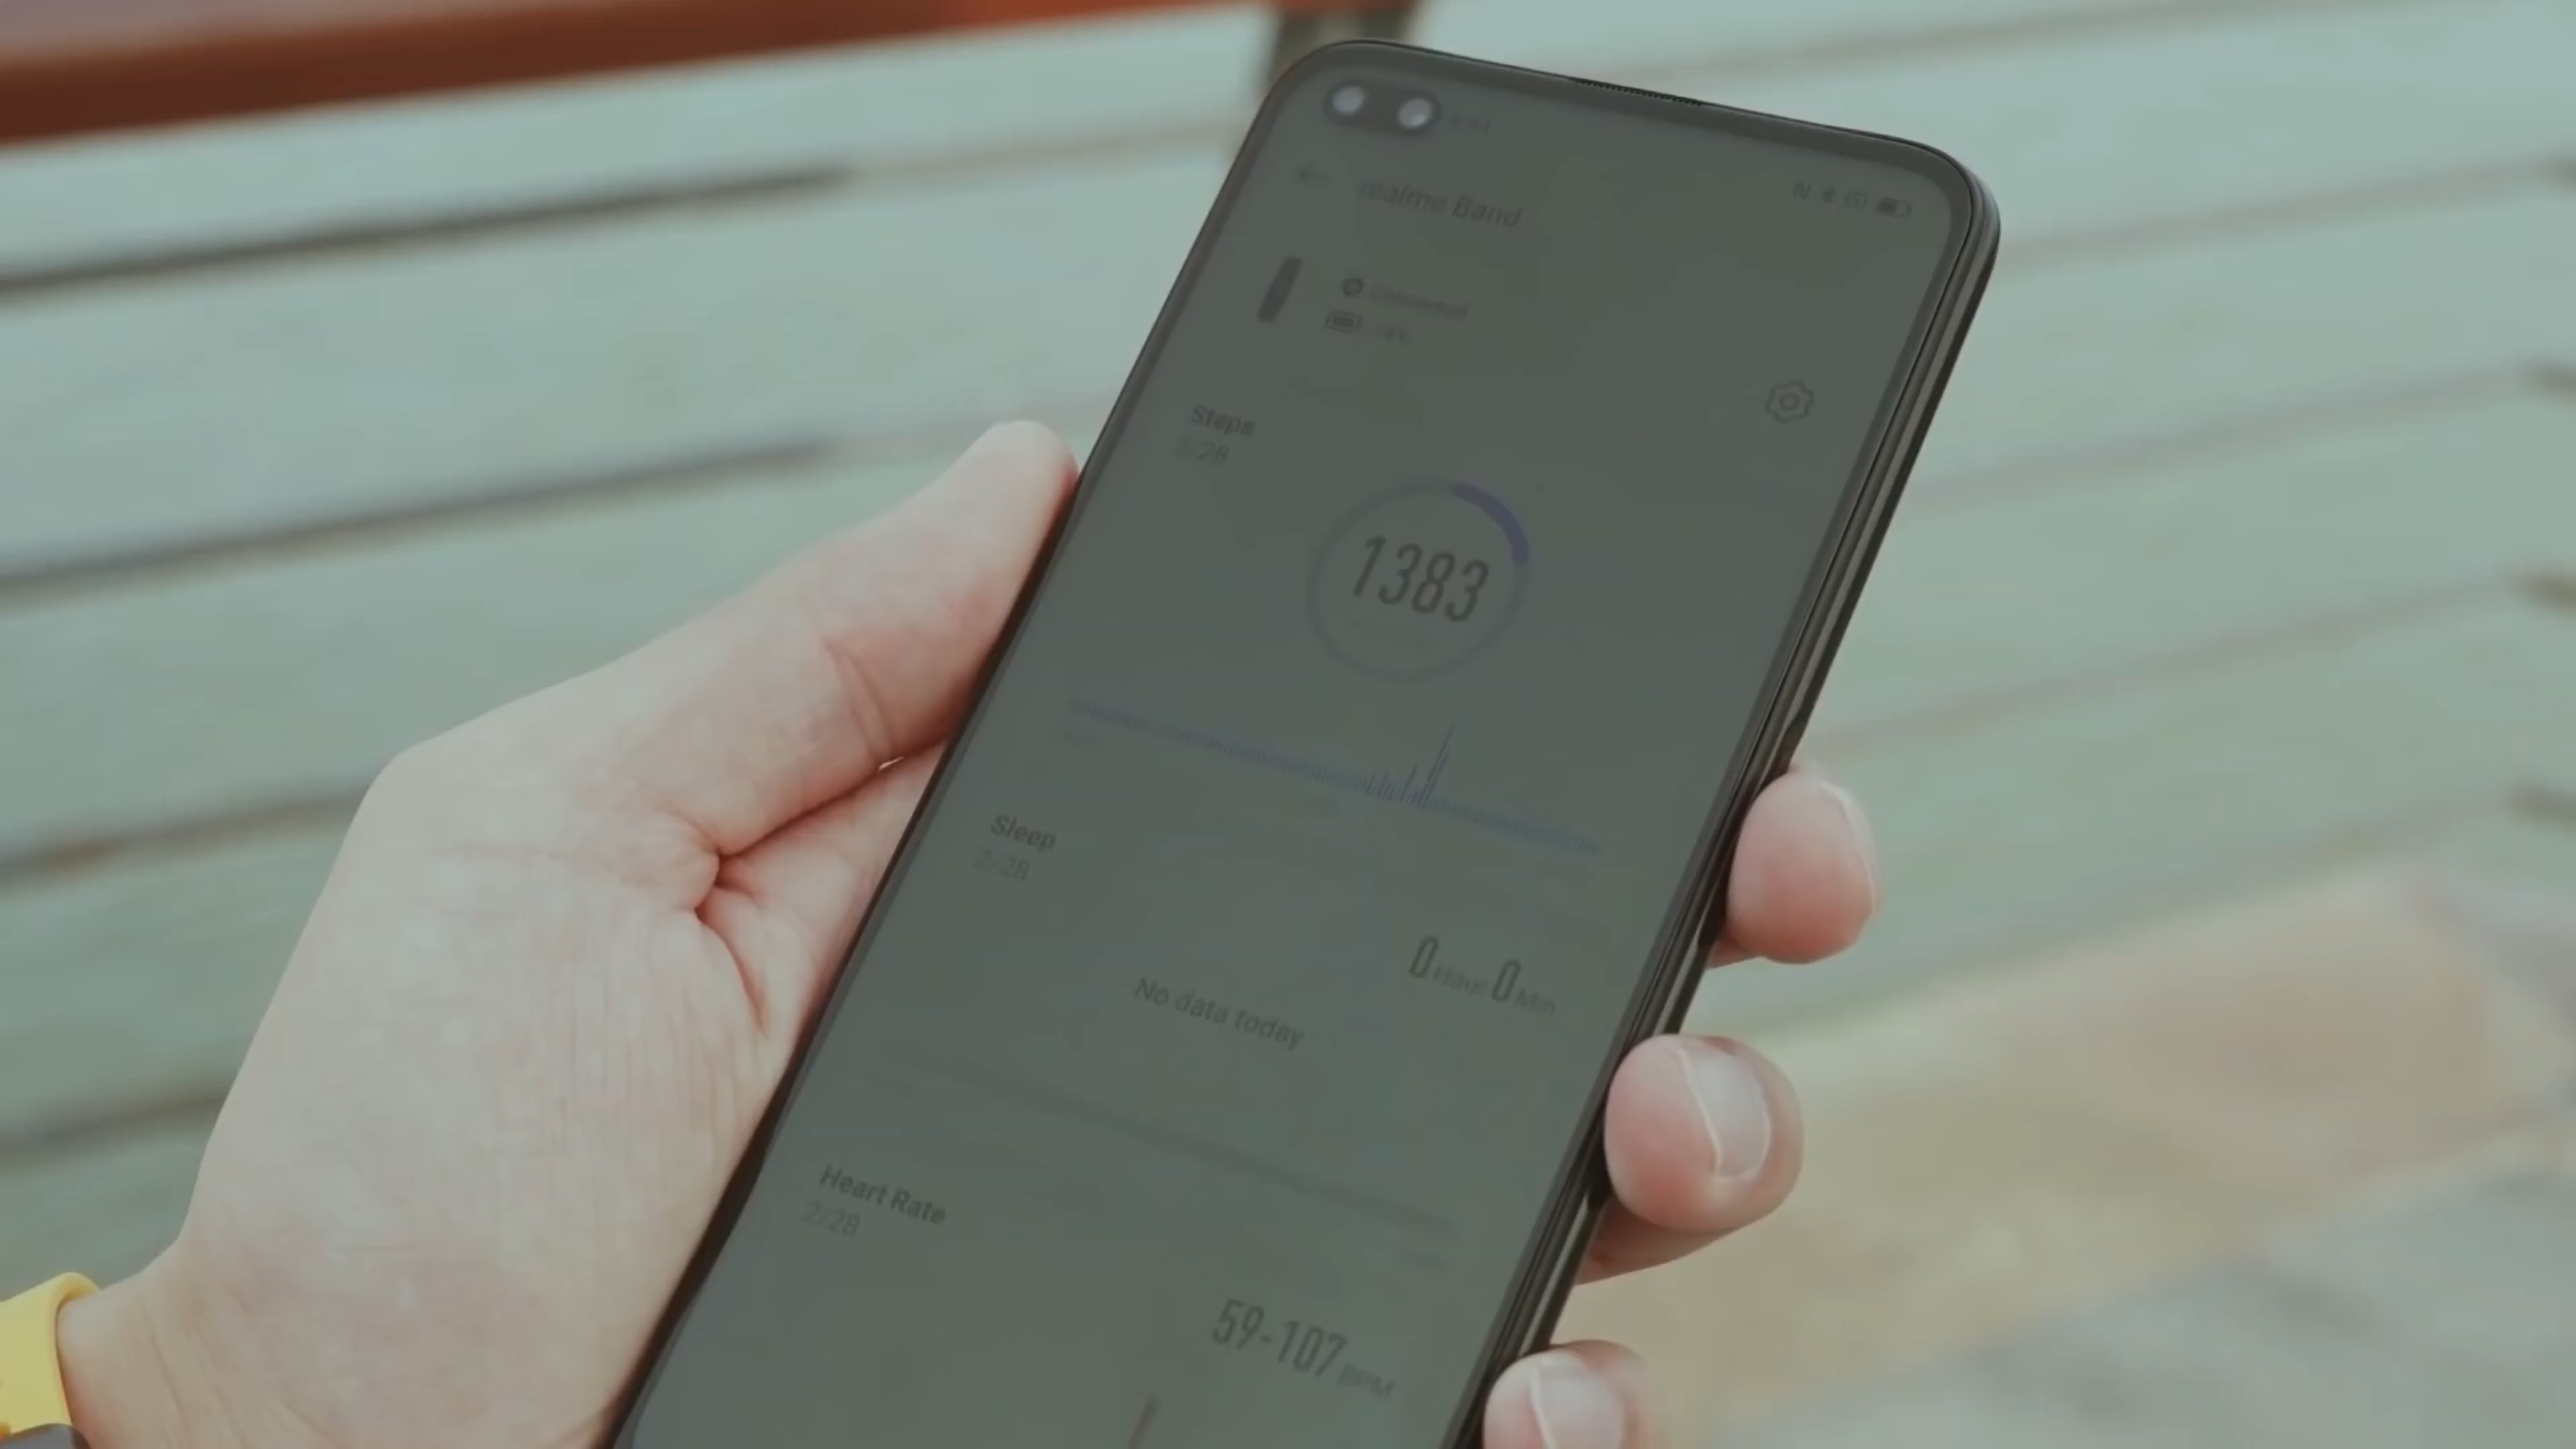 realme Band
Connected
Steps
2/28
1383
Sleep
2/28
0 Hour 0 Min
No data today
Heart Rate
2/28
59-107 BPM